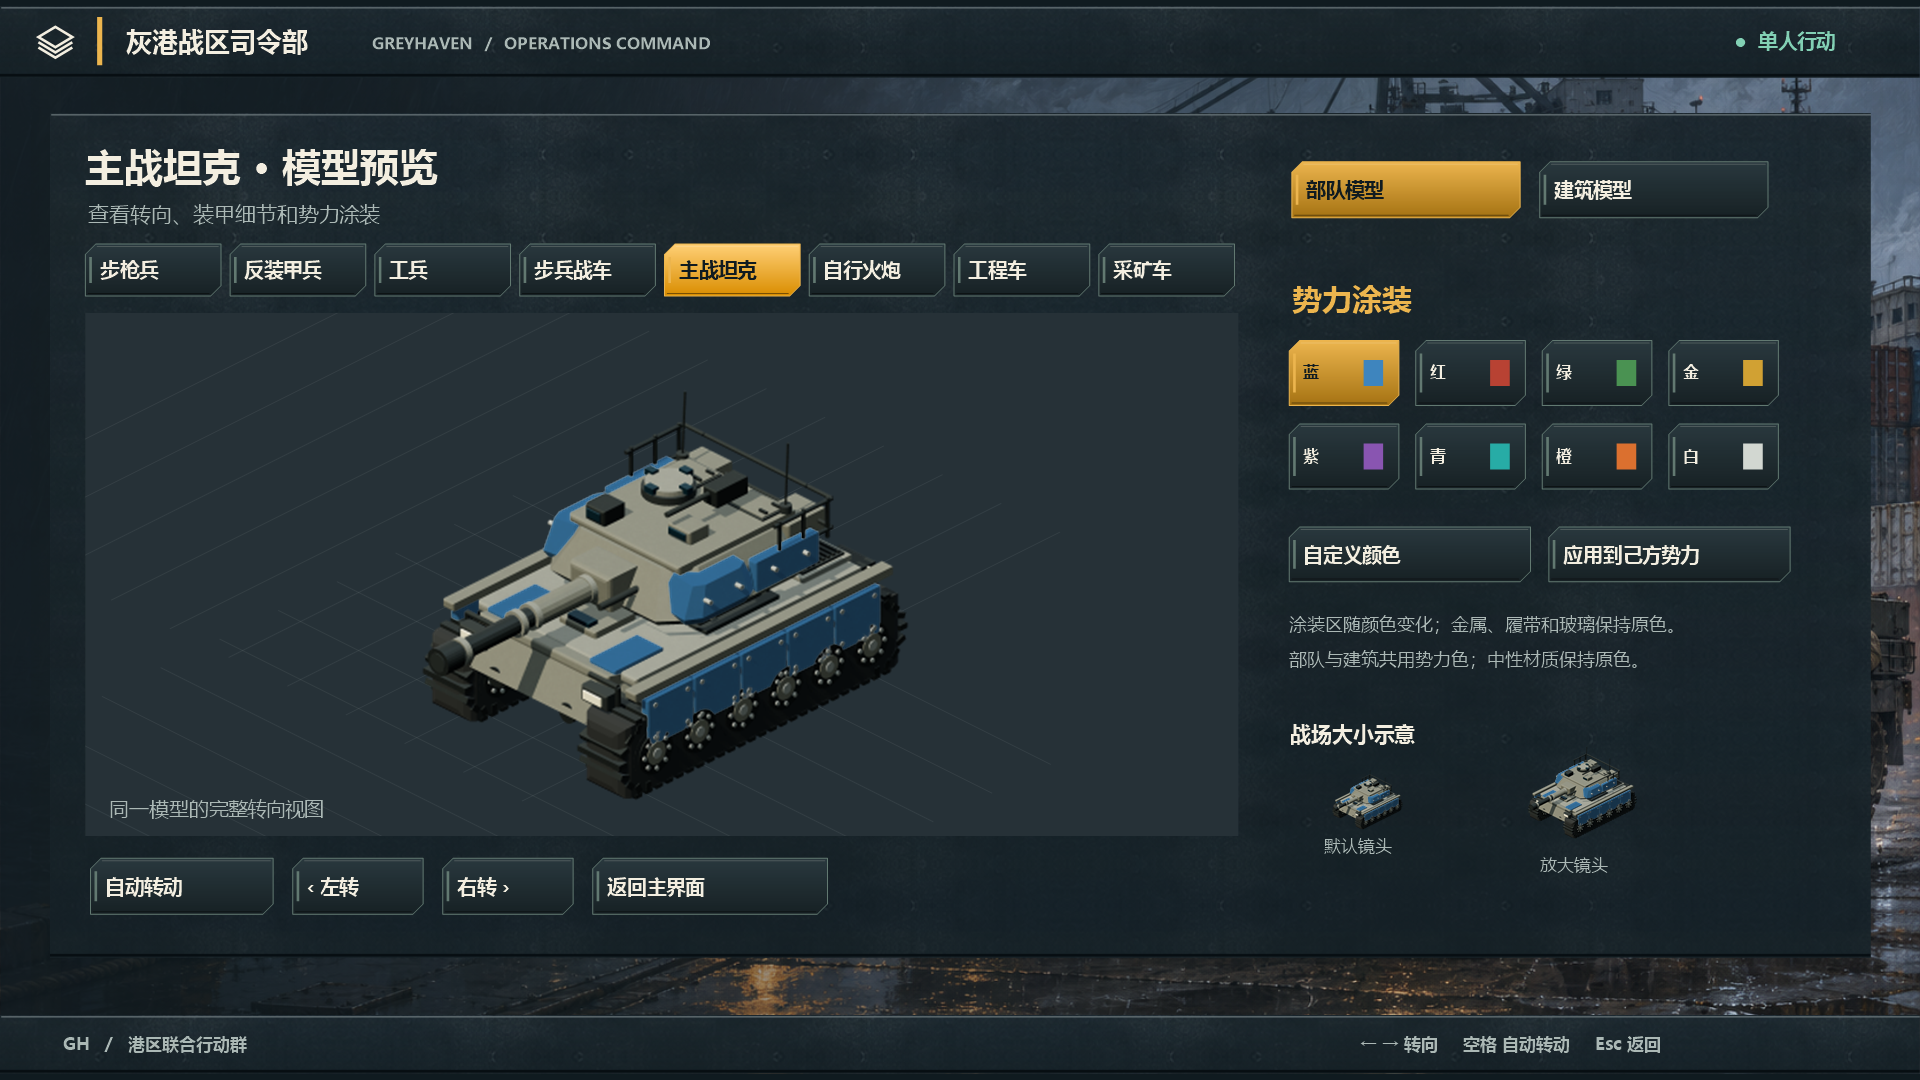 灰港战区司令部
GREYHAVEN / OPERATIONS COMMAND
单人行动
主战坦克·模型预览
查看转向、装甲细节和势力涂装
步枪兵
反装甲兵
工兵
步兵战车
主战坦克
自行火炮
工程车
采矿车
同一模型的完整转向视图
自动转动
‹ 左转
右转 ›
返回主界面
部队模型
建筑模型
势力涂装
蓝
红
绿
金
紫
青
橙
白
自定义颜色
应用到己方势力
涂装区随颜色变化；金属、履带和玻璃保持原色。
部队与建筑共用势力色；中性材质保持原色。
战场大小示意
默认镜头
放大镜头
GH / 港区联合行动群
←→ 转向 空格 自动转动 Esc 返回